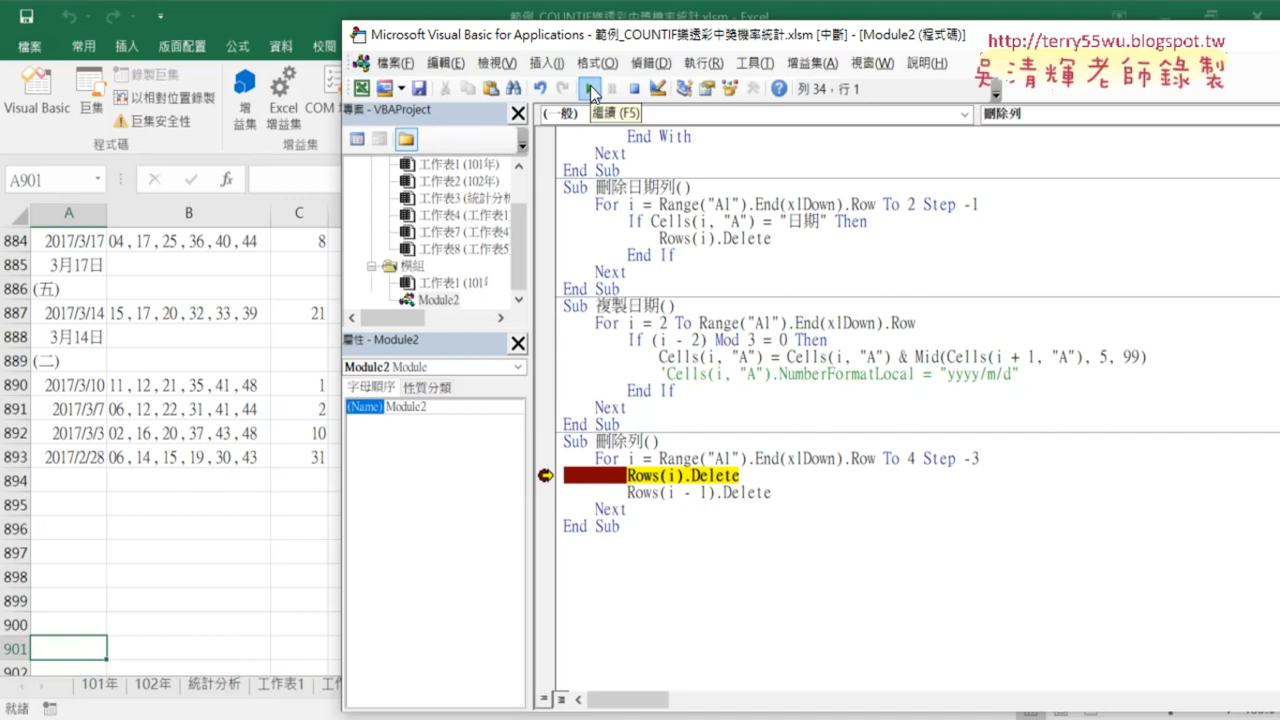 範例_COUNTIF樂透彩中獎機率統計.xlsm - Excel
檔案 常用 插入 版面配置 公式 資料 校閱
Visual Basic
巨集
錄製巨集
以相對位置錄製
巨集安全性
程式碼
增益集
Excel 增益集
COM
增益集
A901
fx
A B C
884 2017/3/17 04,17,25,36,40,44 8
885 3月17日
886 (五)
887 2017/3/14 15,17,20,32,33,39 21
888 3月14日
889 (二)
890 2017/3/10 11,12,21,35,41,48 1
891 2017/3/7 06,12,22,31,41,44 2
892 2017/3/3 02,16,20,37,43,48 10
893 2017/2/28 06,14,15,19,30,43 31
894
895
896
897
898
899
900
901
902
101年 102年 統計分析 工作表1
就緒
Microsoft Visual Basic for Applications - 範例_COUNTIF樂透彩中獎機率統計.xlsm [中斷] - [Module2 (程式碼)]
http://terry55wu.blogspot.tw
吳清輝老師錄製
檔案(F) 編輯(E) 檢視(V) 插入(I) 格式(O) 偵錯(D) 執行(R) 工具(T) 增益集(A) 視窗(W) 說明(H)
列 34，行 1
繼續 (F5)
專案 - VBAProject
工作表1 (101年)
工作表2 (102年)
工作表3 (統計分析
工作表4 (工作表1)
工作表7 (工作表4)
工作表8 (工作表5)
模組
工作表1 (101年
Module2
屬性 - Module2
Module2 Module
字母順序 性質分類
(Name) Module2
(一般)
刪除列
End With
Next
End Sub
Sub 刪除日期列()
For i = Range("A1").End(xlDown).Row To 2 Step -1
If Cells(i, "A") = "日期" Then
Rows(i).Delete
End If
Next
End Sub
Sub 複製日期()
For i = 2 To Range("A1").End(xlDown).Row
If (i - 2) Mod 3 = 0 Then
Cells(i, "A") = Cells(i, "A") & Mid(Cells(i + 1, "A"), 5, 99)
'Cells(i, "A").NumberFormatLocal = "yyyy/m/d"
End If
Next
End Sub
Sub 刪除列()
For i = Range("A1").End(xlDown).Row To 4 Step -3
Rows(i).Delete
Rows(i - 1).Delete
Next
End Sub